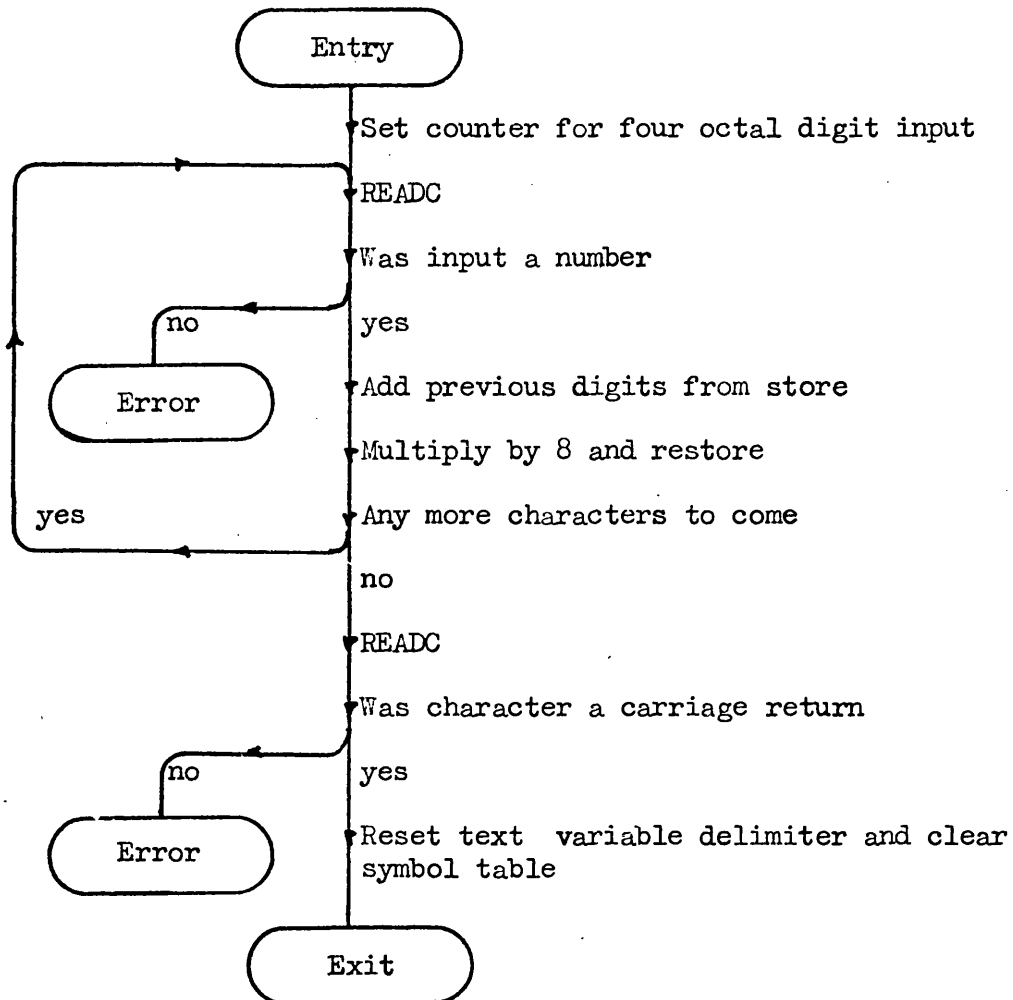 Entry
Set counter for four octal digit input
READC
Was input a number
no
yes
Add previous digits from store
Error
Multiply by 8 and restore
yes
Any more characters to come
no
READC
Was character a carriage return
no
yes
Reset text variable delimiter and clear
symbol table
Error
Exit